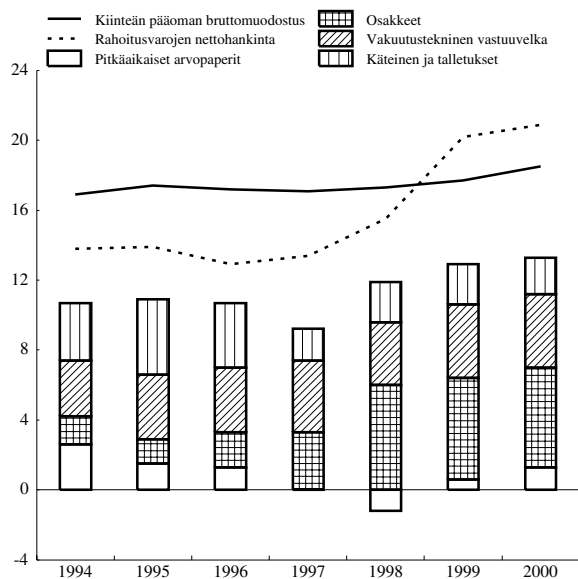 Kiinteän pääoman bruttomuodostus
Rahoitusvarojen nettohankinta
Pitkäaikaiset arvopaperit
Osakkeet
Vakuutustekninen vastuuvelka
Käteinen ja talletukset
24
20
16
12
8
4
0
-4
1994 1995 1996 1997 1998 1999 2000